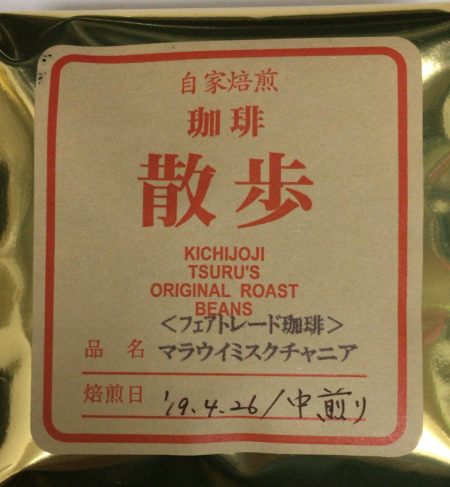 自家焙煎
珈琲
散歩
KICHIJOJI
TSURU'S
ORIGINAL ROAST
BEANS
<フェアトレード珈琲>
品名 マラウイミスクチャニア
焙煎日 '19.4.26/中煎り